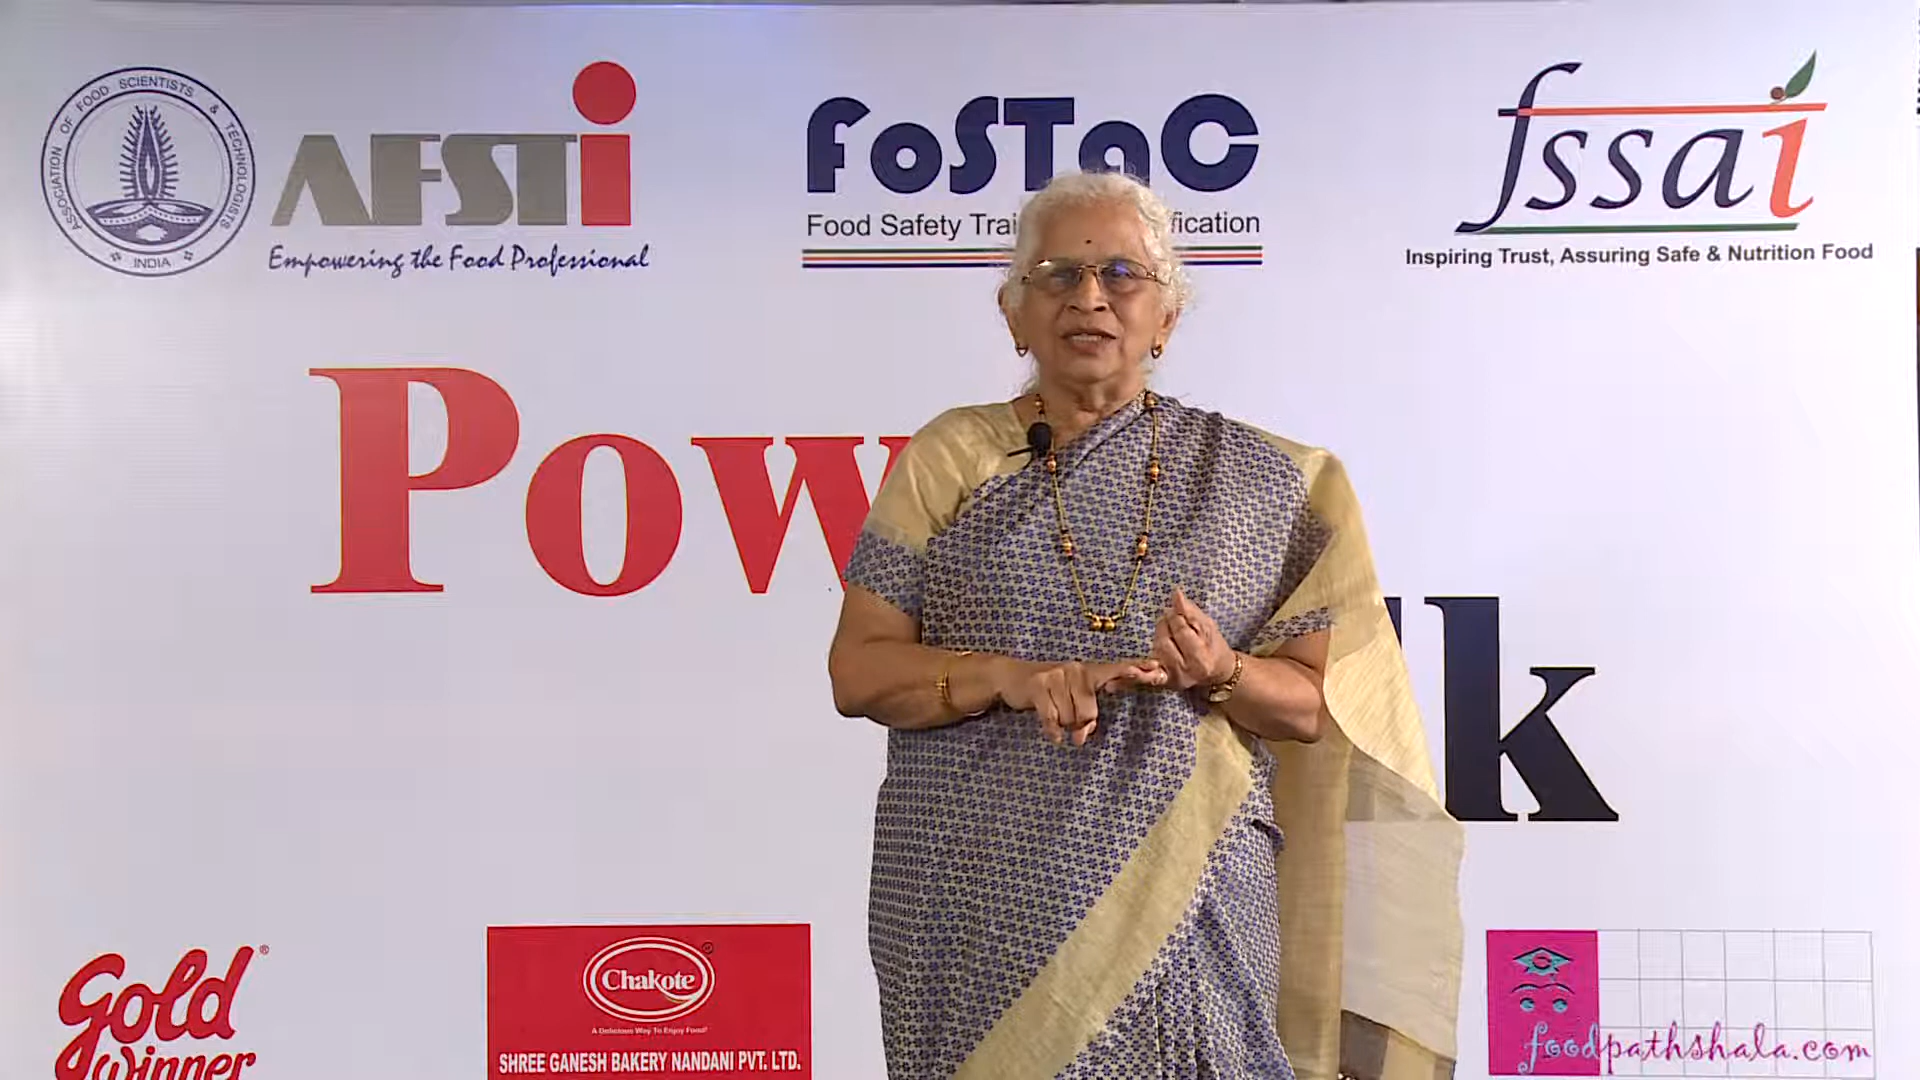 ASSOCIATION OF FOOD SCIENTISTS & TECHNOLOGISTS
INDIA
AFSTi
Empowering the Food Professional
FoSTaC
Food Safety Trai
fication
fssai
Inspiring Trust, Assuring Safe & Nutrition Food
Pow
lk
Gold
Winner
®
Chakote
A Delicious Way To Enjoy Food!
SHREE GANESH BAKERY NANDANI PVT. LTD.
foodpathshala.com